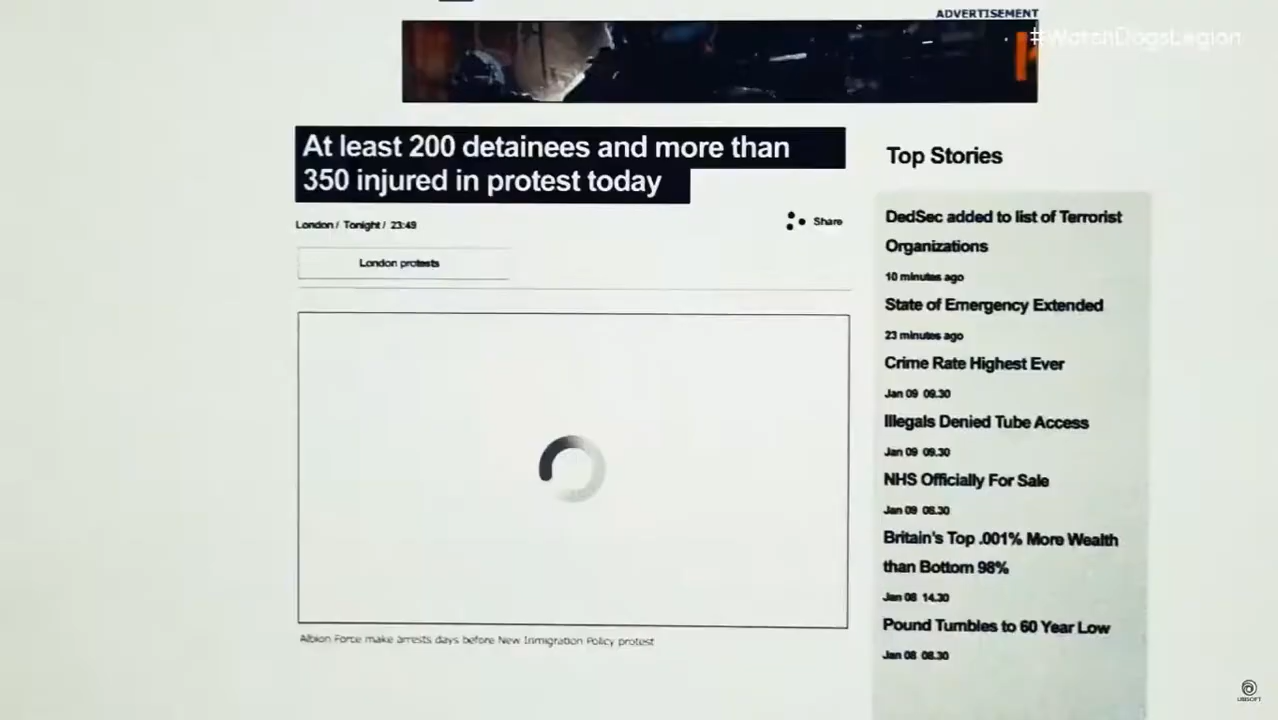 ADVERTISEMENT
#WatchDogsLegion
At least 200 detainees and more than
350 injured in protest today
London / Tonight / 23:49
Share
London protests
Albion Force make arrests days before New Inmigration Policy protest
Top Stories
DedSec added to list of Terrorist
Organizations
10 minutes ago
State of Emergency Extended
23 minutes ago
Crime Rate Highest Ever
Jan 09 09.30
Illegals Denied Tube Access
Jan 09 09.30
NHS Officially For Sale
Jan 09 08.30
Britain's Top .001% More Wealth
than Bottom 98%
Jan 08 14.30
Pound Tumbles to 60 Year Low
Jan 08 08.30
UBISOFT